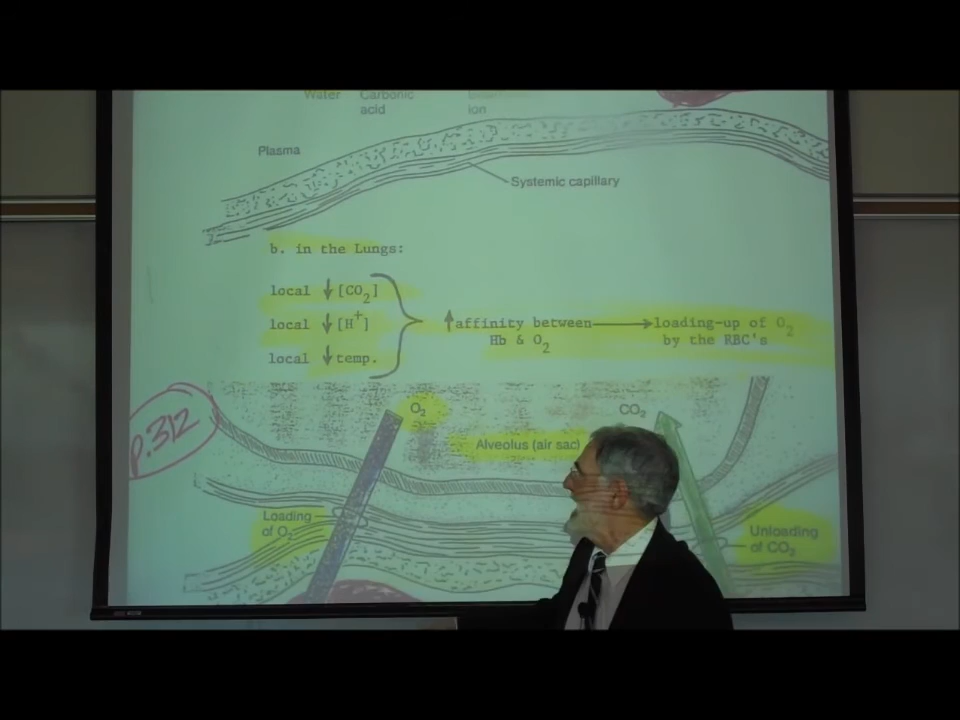 Water Carbonic
acid ion
Plasma
Systemic capillary
b. in the Lungs:
local ↓ [CO₂]
local ↓ [H⁺]
local ↓ temp.
↑ affinity between → loading-up of O₂
Hb & O₂ by the RBC's
p.312
O₂
CO₂
Alveolus (air sac)
Loading
of O₂
Unloading
of CO₂